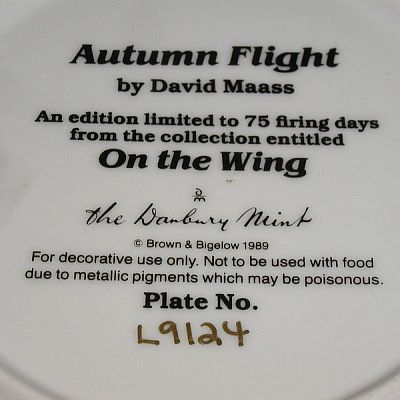 Autumn Flight
by David Maass
An edition limited to 75 firing days
from the collection entitled
On the Wing
DM
the Danbury Mint
© Brown & Bigelow 1989
For decorative use only. Not to be used with food
due to metallic pigments which may be poisonous.
Plate No.
L9124